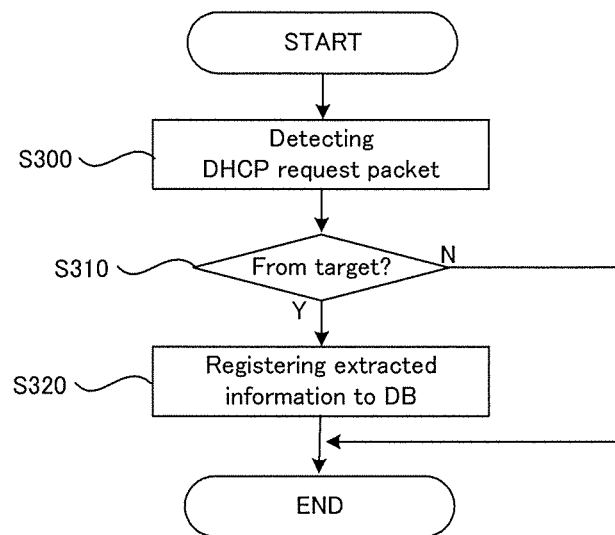 START
Detecting
DHCP request packet
S300
From target?
N
S310
Y
Registering extracted
information to DB
S320
END